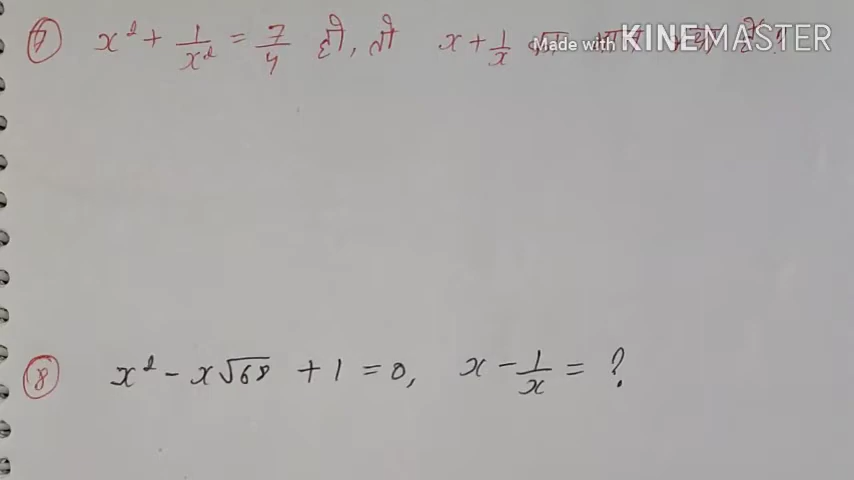 7 x² + 1/x² = 7/4 हो, तो x + 1/x
Made with KINEMASTER
8 x² - x√68 + 1 = 0, x - 1/x = ?